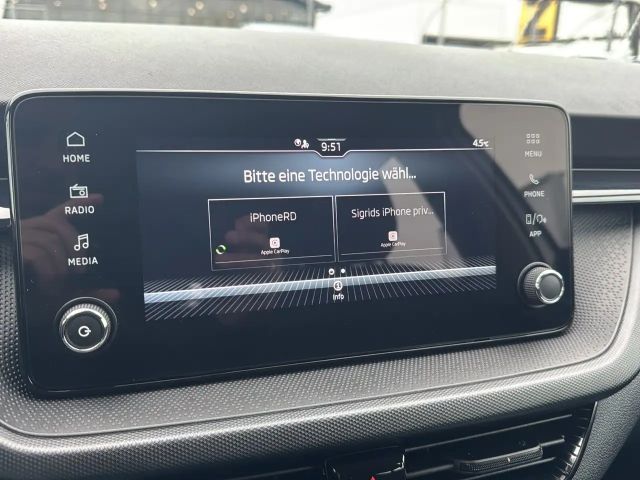 9:51
4.5°C
HOME
RADIO
MEDIA
Bitte eine Technologie wähl...
iPhoneRD
Apple CarPlay
Sigrids iPhone priv...
Apple CarPlay
Info
MENU
PHONE
APP